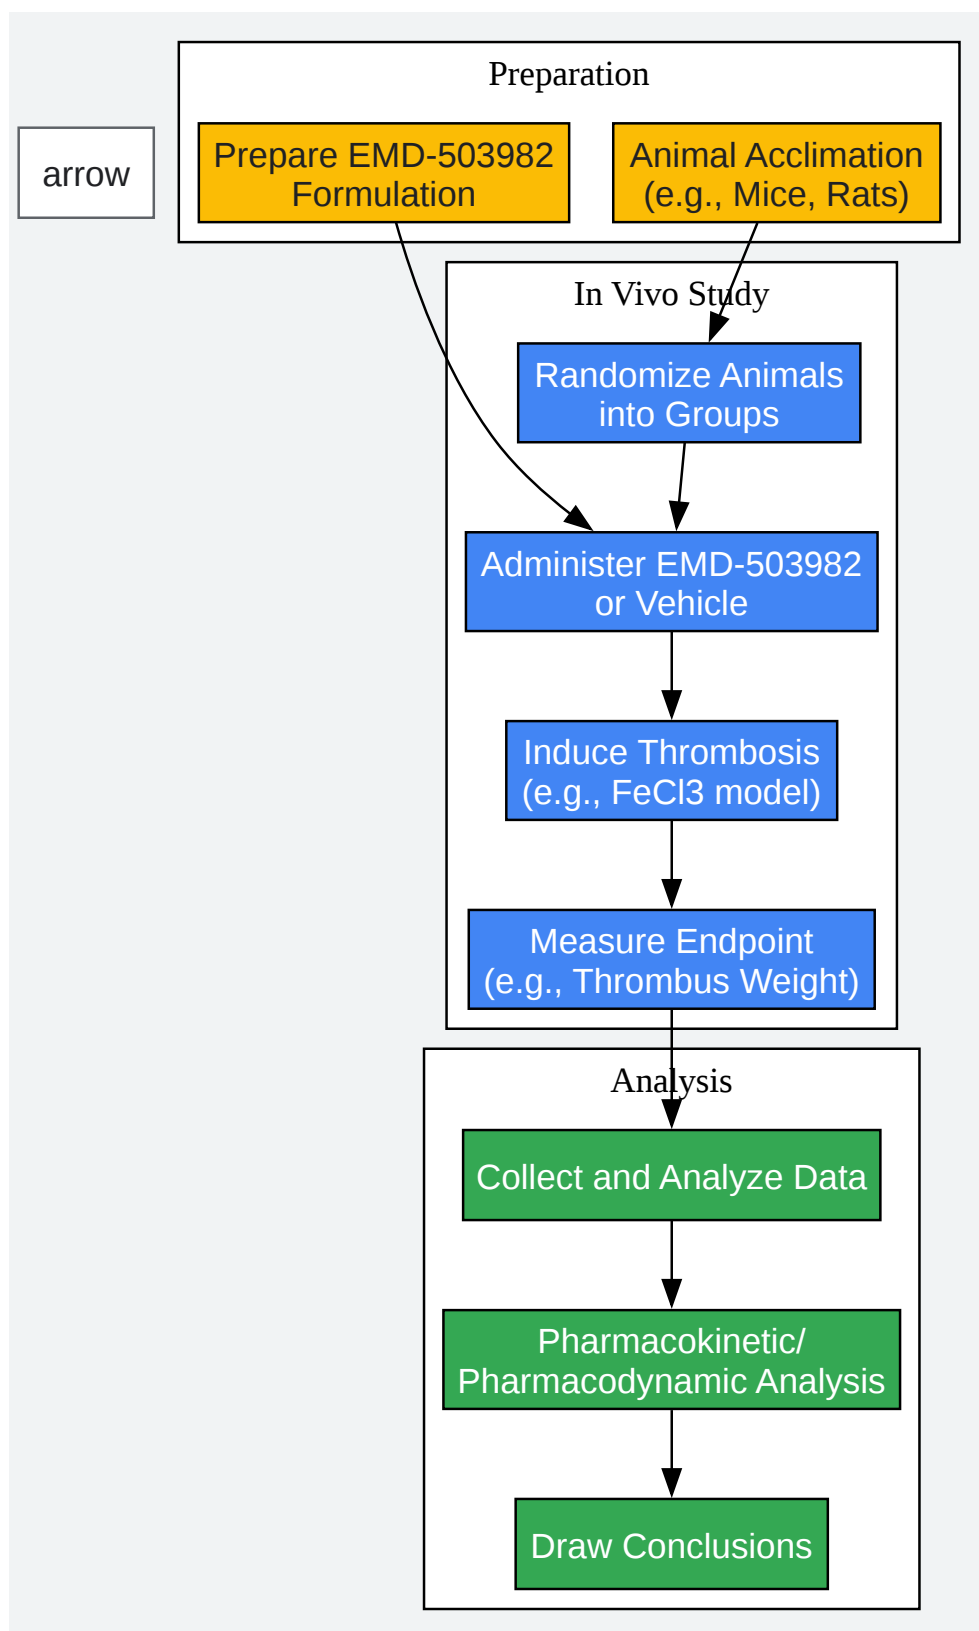 Preparation
arrow
Prepare EMD-503982
Formulation
Animal Acclimation
(e.g., Mice, Rats)
In Vivo Study
Randomize Animals
into Groups
Administer EMD-503982
or Vehicle
Induce Thrombosis
(e.g., FeCl3 model)
Measure Endpoint
(e.g., Thrombus Weight)
Analysis
Collect and Analyze Data
Pharmacokinetic/
Pharmacodynamic Analysis
Draw Conclusions